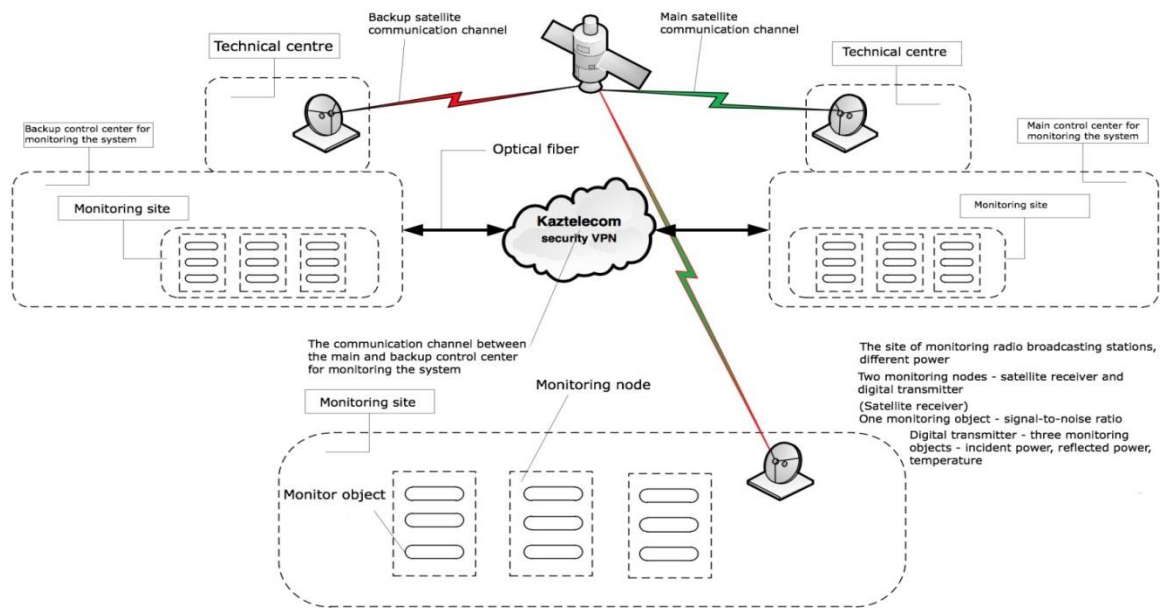 Backup satellite
communication channel
Main satellite
communication channel
Technical centre
Technical centre
Backup control center for
monitoring the system
Main control center for
monitoring the system
Optical fiber
Monitoring site
Kaztelecom
security VPN
Monitoring site
The communication channel between
the main and backup control center
for monitoring the system
Monitoring node
Monitoring site
Monitor object
The site of monitoring radio broadcasting stations,
different power
Two monitoring nodes - satellite receiver and
digital transmitter
(Satellite receiver)
One monitoring object - signal-to-noise ratio
Digital transmitter - three monitoring
objects - incident power, reflected power,
temperature